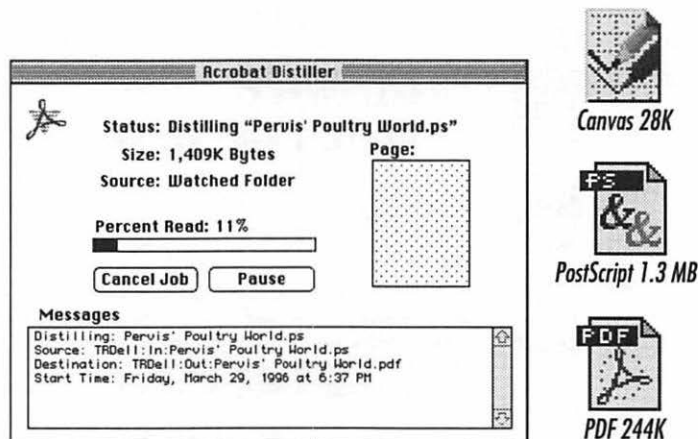 Acrobat Distiller
Status: Distilling “Pervis' Poultry World.ps”
Size: 1,409K Bytes
Page:
Source: Watched Folder
Percent Read: 11%
Cancel Job
Pause
Messages
Distilling: Pervis' Poultry World.ps
Source: TRDell:In:Pervis' Poultry World.ps
Destination: TRDell:Out:Pervis' Poultry World.pdf
Start Time: Friday, March 29, 1996 at 6:37 PM
Canvas 28K
PS
&&
PostScript 1.3 MB
PDF
PDF 244K